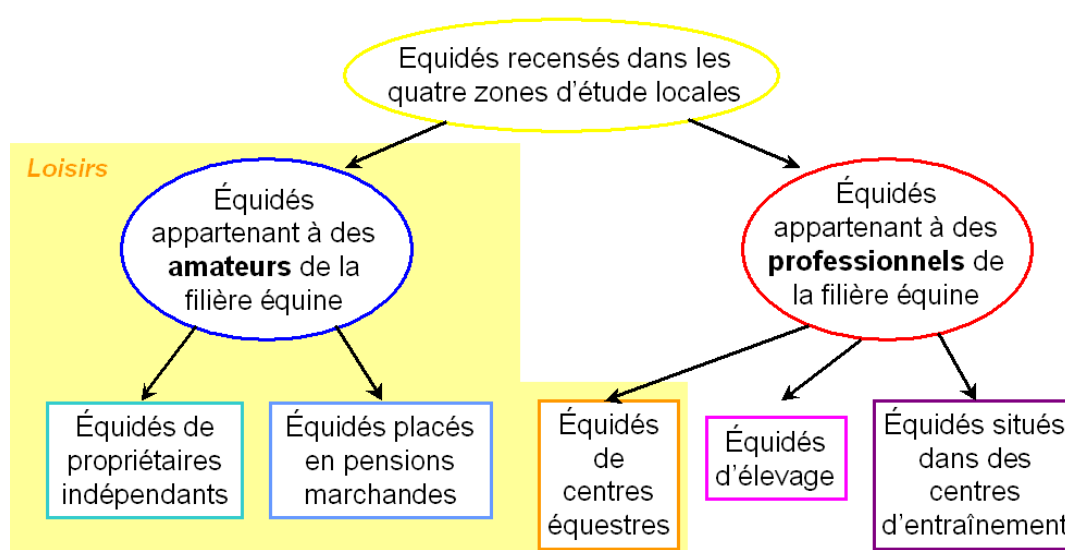 Equidés recensés dans les
quatre zones d'étude locales
Loisirs
Équidés
appartenant à des
amateurs de la
filière équine
Équidés
appartenant à des
professionnels de
la filière équine
Équidés de
propriétaires
indépendants
Équidés placés
en pensions
marchandes
Équidés
de
centres
équestres
Équidés
d'élevage
Équidés situés
dans des
centres
d'entraînement